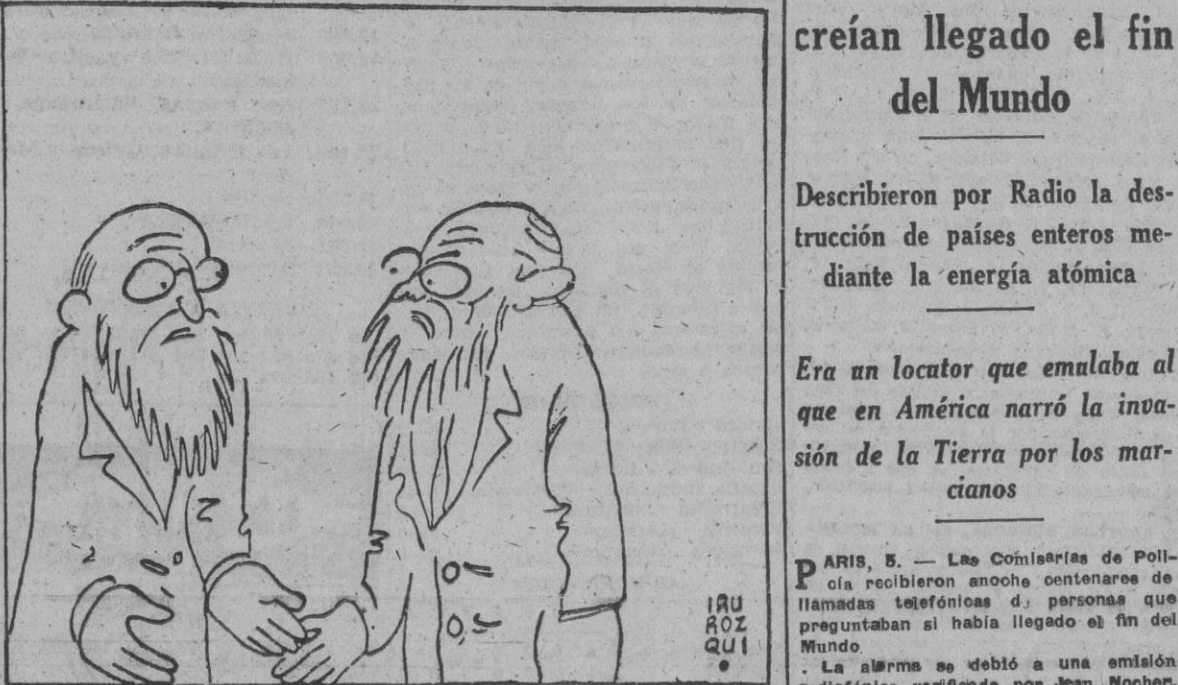 IRU
ROZ
QUI
creían llegado el fin
del Mundo
Describieron por Radio la des-
trucción de países enteros me-
diante la energía atómica
Era un locutor que emulaba al
que en América narró la inva-
sión de la Tierra por los mar-
cianos
PARIS, 5. — Las Comisarías de Poli-
cía recibieron anoche centenares de
llamadas telefónicas d, personas que
preguntaban si había llegado el fin del
Mundo.
La alarma se debió a una emisión
por Jean Nocher,